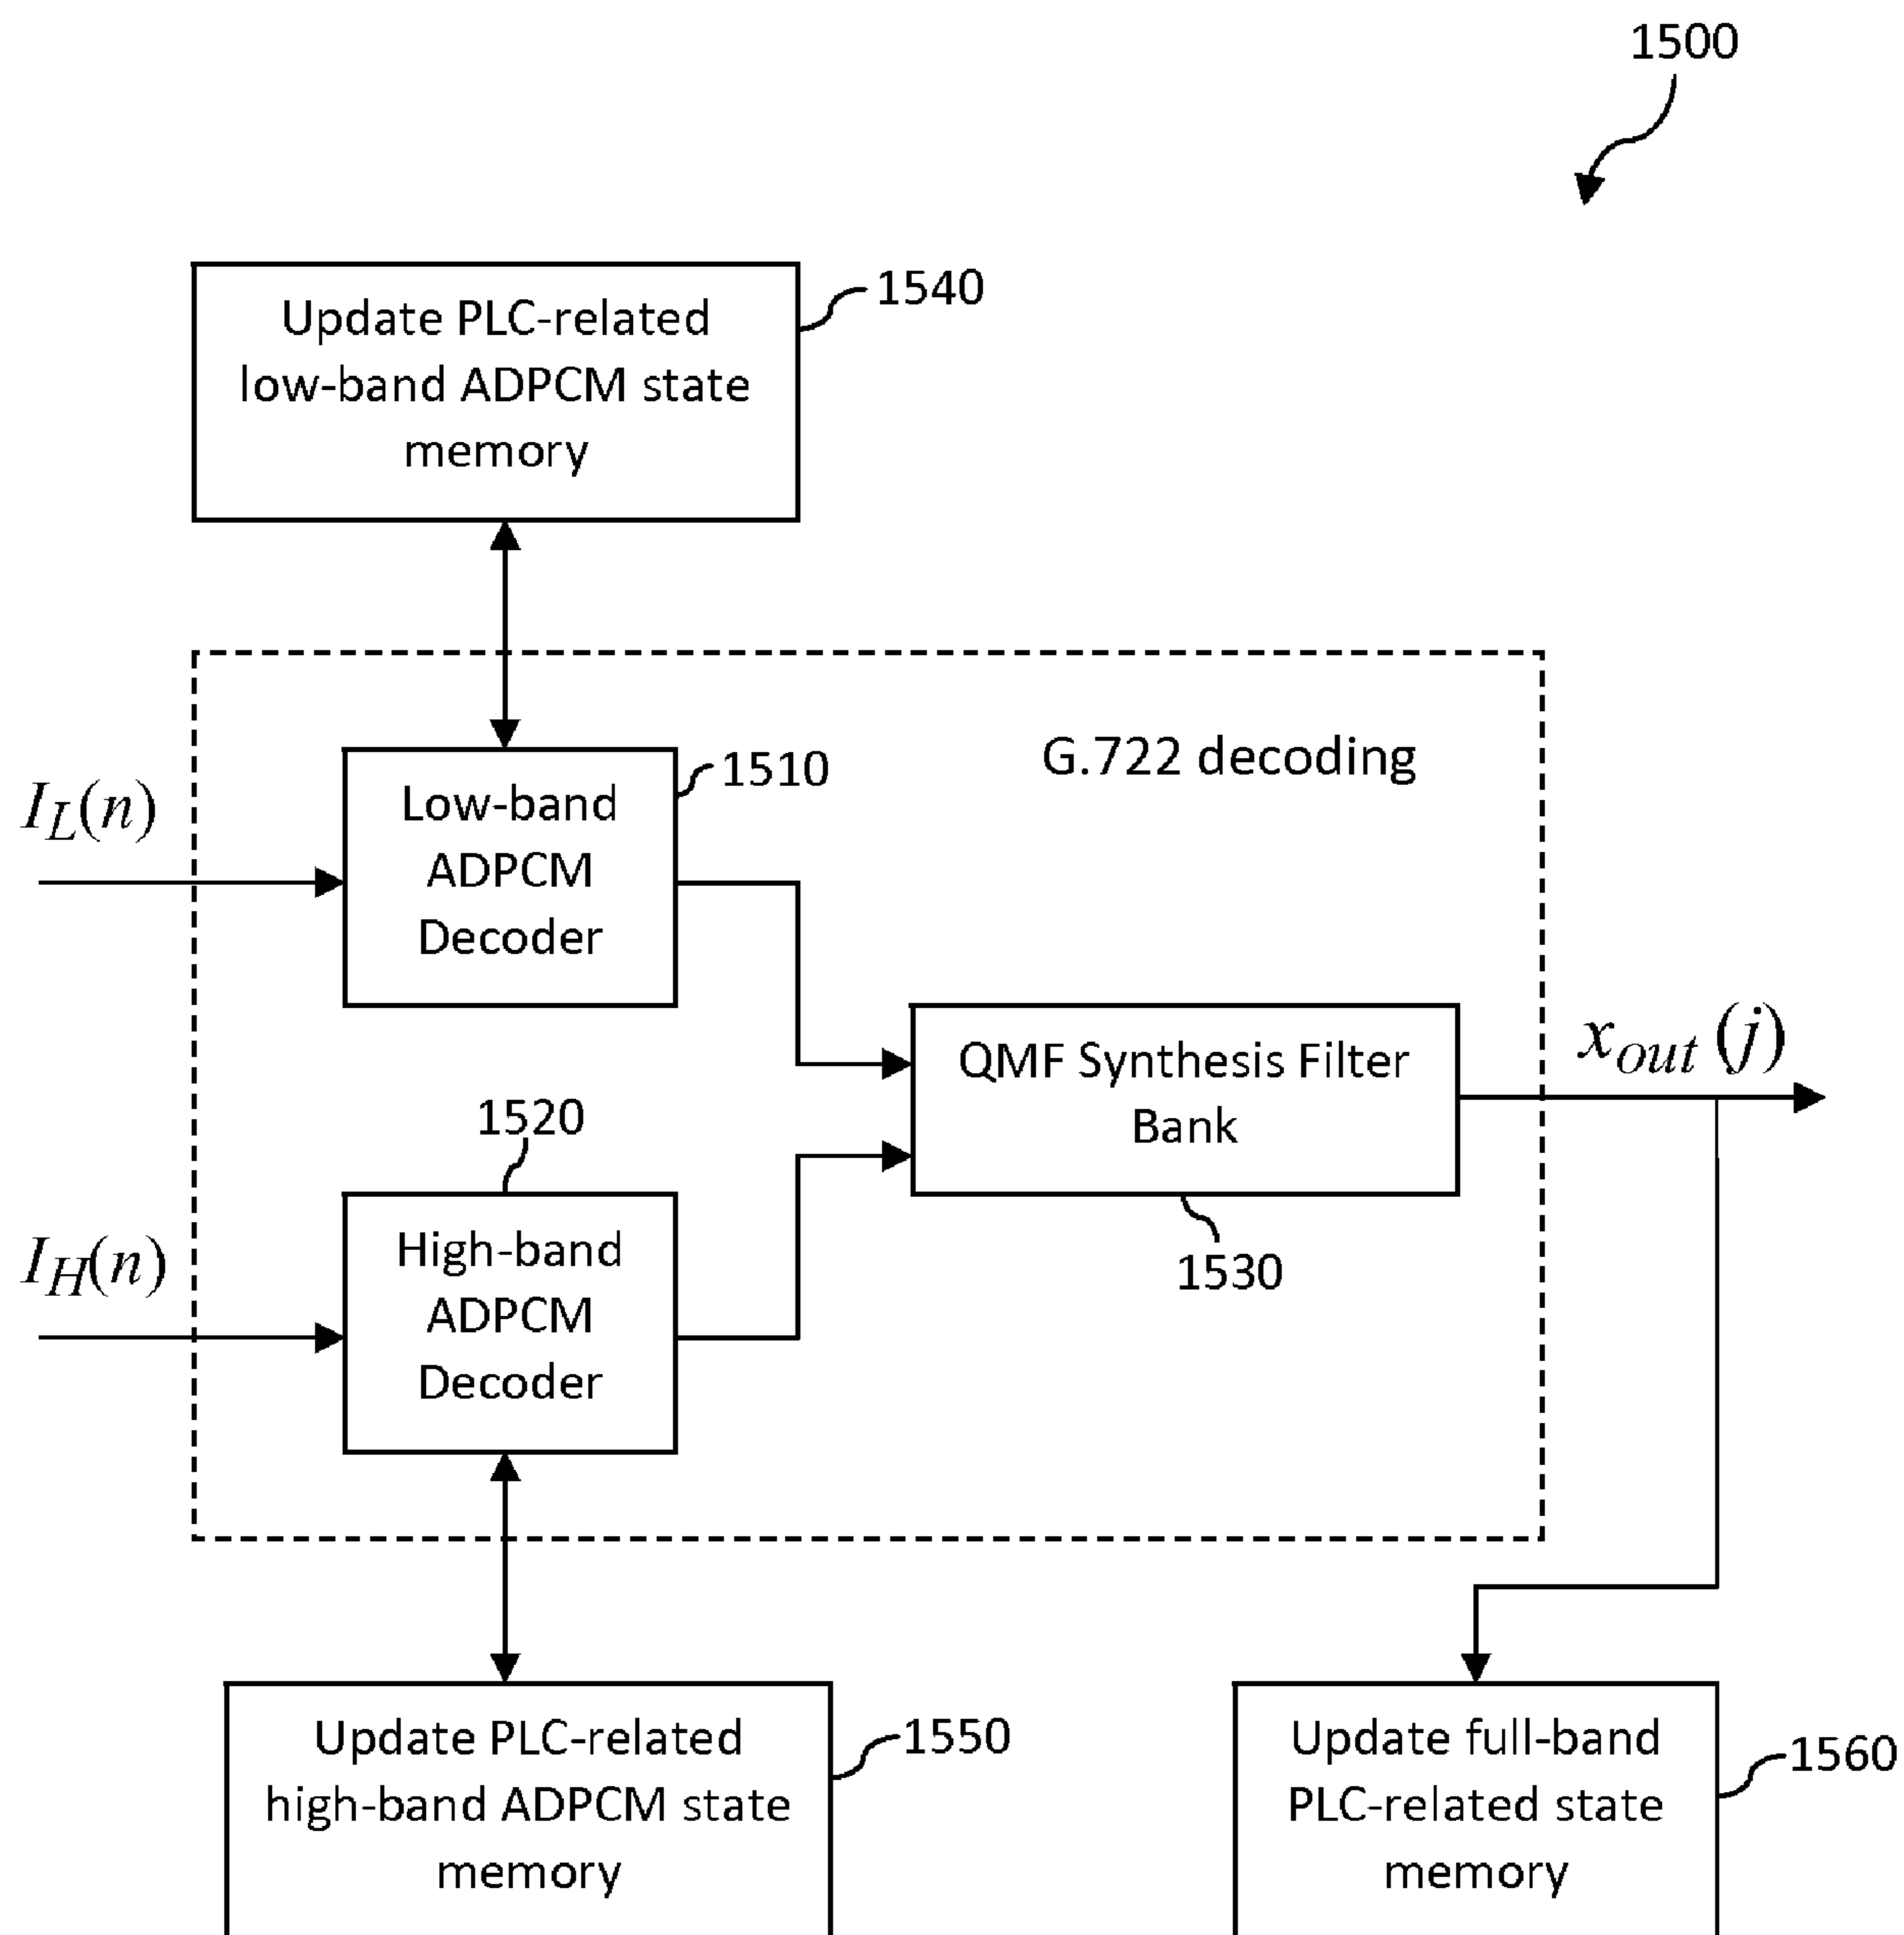 1500
Update PLC-related
low-band ADPCM state
memory
1540
G.722 decoding
I_L(n)
Low-band
ADPCM
Decoder
1510
QMF Synthesis Filter
Bank
1530
x_out (j)
1520
I_H(n)
High-band
ADPCM
Decoder
Update PLC-related
high-band ADPCM state
memory
1550
Update full-band
PLC-related state
memory
1560